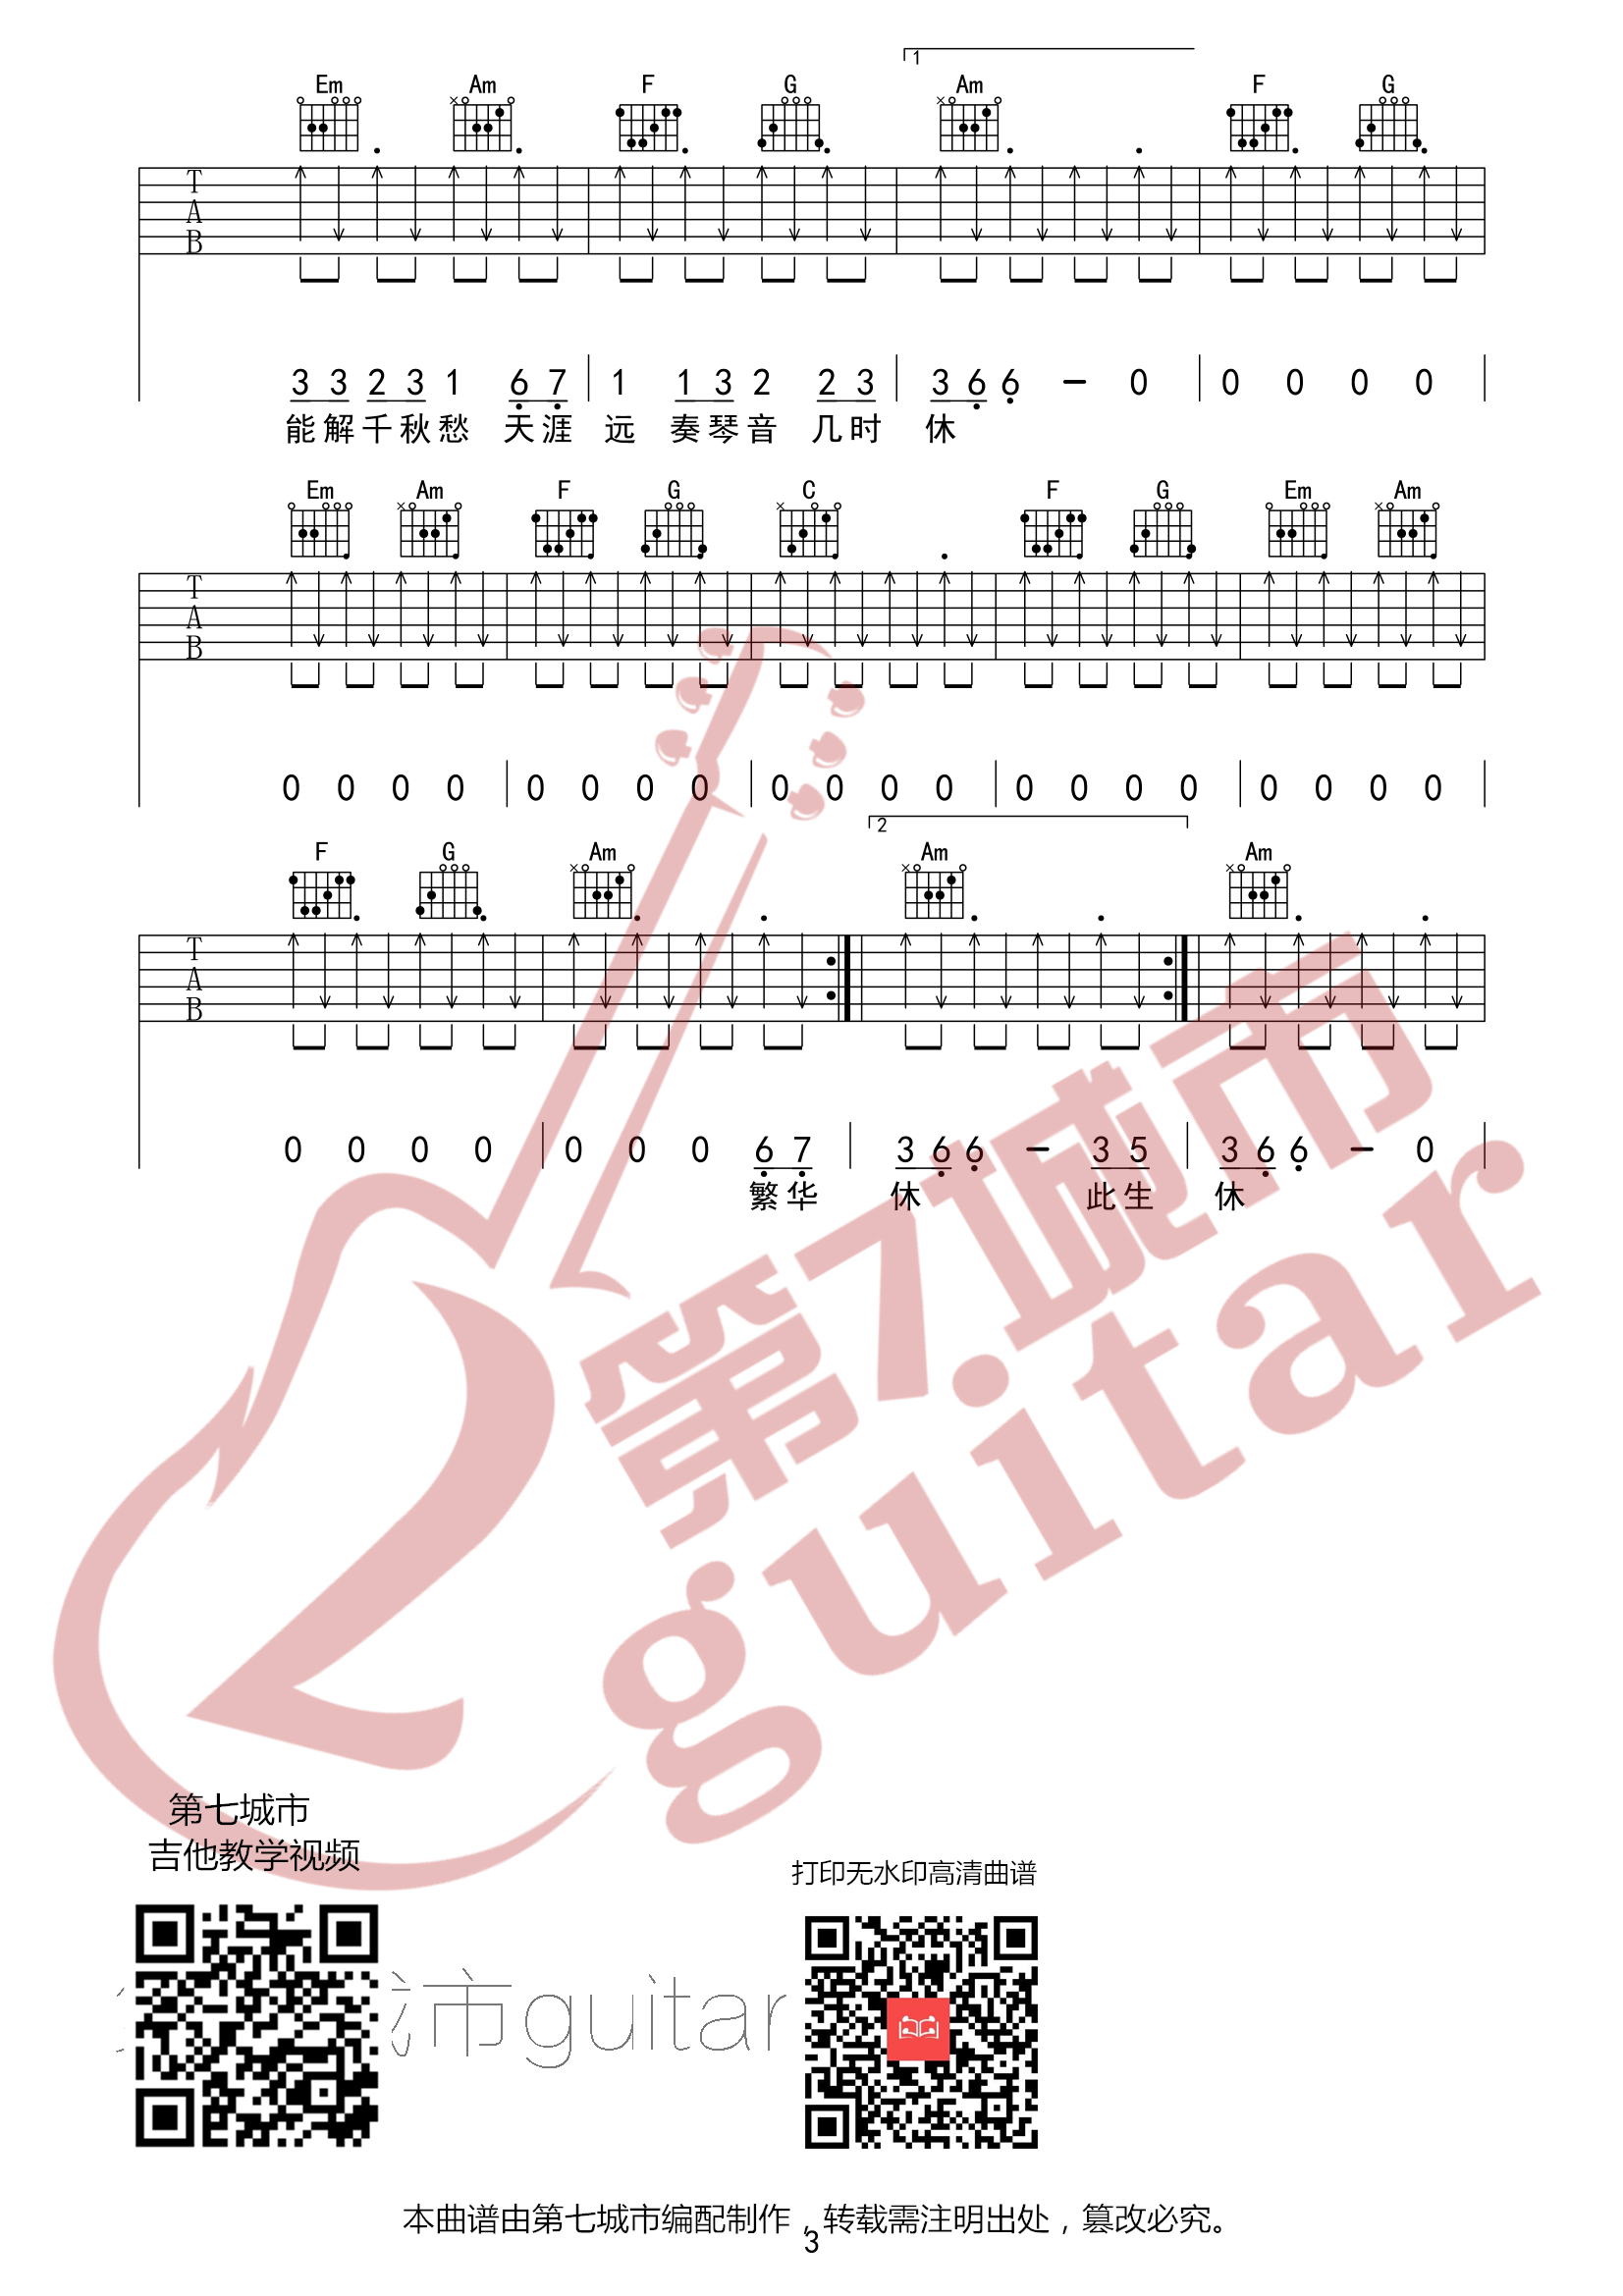 1
Em Am F G Am F G
T
A
B
3 3 2 3 1 6 7 1 1 3 2 2 3 3 6 6 - 0 0 0 0 0
能解千秋愁 天涯 远 奏琴音 几时 休
Em Am F G C F G Em Am
T
A
B
0 0 0 0 0 0 0 0 0 0 0 0 0 0 0 0 0 0 0 0
2
F G Am Am Am
T
A
B
0 0 0 0 0 0 0 6 7 3 6 6 - 3 5 3 6 6 - 0
繁华 休 此生 休
第7城市
guitar
第七城市
吉他教学视频
打印无水印高清曲谱
市guitar
本曲谱由第七城市编配制作，转载需注明出处，篡改必究。
3